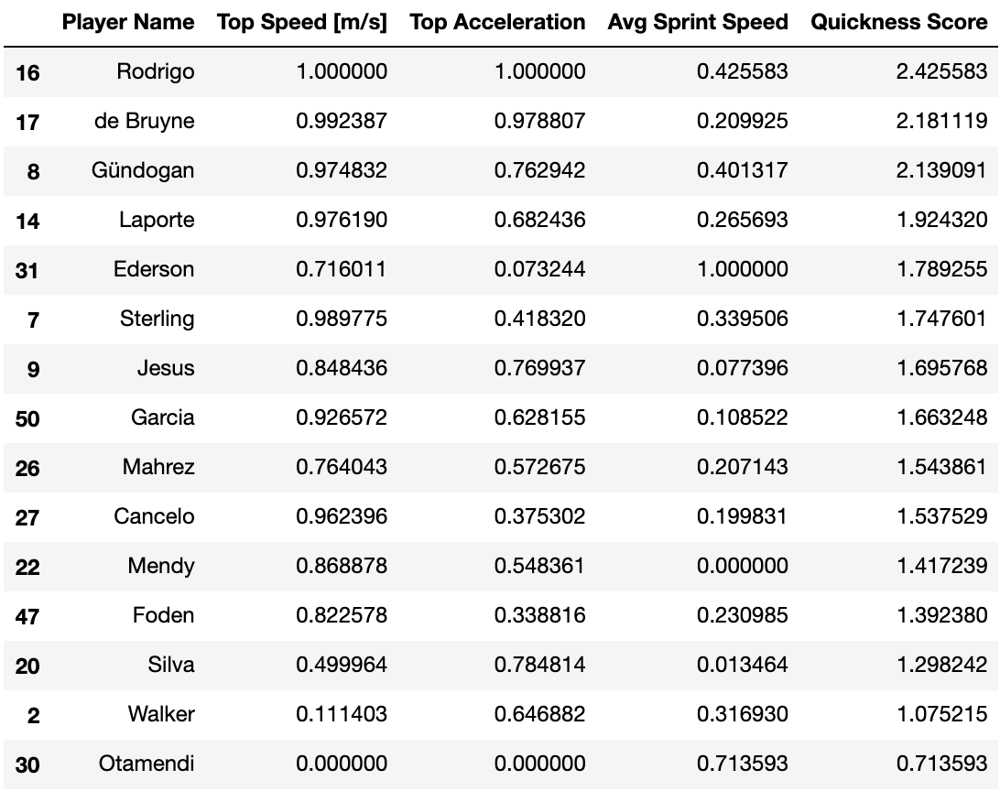 Player Name Top Speed [m/s] Top Acceleration Avg Sprint Speed Quickness Score
16 Rodrigo 1.000000 1.000000 0.425583 2.425583
17 de Bruyne 0.992387 0.978807 0.209925 2.181119
8 Gündogan 0.974832 0.762942 0.401317 2.139091
14 Laporte 0.976190 0.682436 0.265693 1.924320
31 Ederson 0.716011 0.073244 1.000000 1.789255
7 Sterling 0.989775 0.418320 0.339506 1.747601
9 Jesus 0.848436 0.769937 0.077396 1.695768
50 Garcia 0.926572 0.628155 0.108522 1.663248
26 Mahrez 0.764043 0.572675 0.207143 1.543861
27 Cancelo 0.962396 0.375302 0.199831 1.537529
22 Mendy 0.868878 0.548361 0.000000 1.417239
47 Foden 0.822578 0.338816 0.230985 1.392380
20 Silva 0.499964 0.784814 0.013464 1.298242
2 Walker 0.111403 0.646882 0.316930 1.075215
30 Otamendi 0.000000 0.000000 0.713593 0.713593